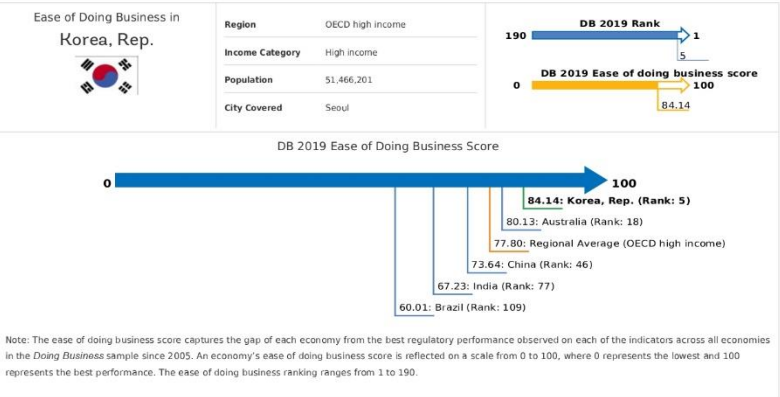 Ease of Doing Business in
Korea, Rep.
Region OECD high income
Income Category High income
Population 51,466,201
City Covered Seoul
DB 2019 Rank
190 1
5
DB 2019 Ease of doing business score
0 100
84.14
DB 2019 Ease of Doing Business Score
0 100
84.14: Korea, Rep. (Rank: 5)
80.13: Australia (Rank: 18)
77.80: Regional Average (OECD high income)
73.64: China (Rank: 46)
67.23: India (Rank: 77)
60.01: Brazil (Rank: 109)
Note: The ease of doing business score captures the gap of each economy from the best regulatory performance observed on each of the indicators across all economies
in the Doing Business sample since 2005. An economy's ease of doing business score is reflected on a scale from 0 to 100, where 0 represents the lowest and 100
represents the best performance. The ease of doing business ranking ranges from 1 to 190.